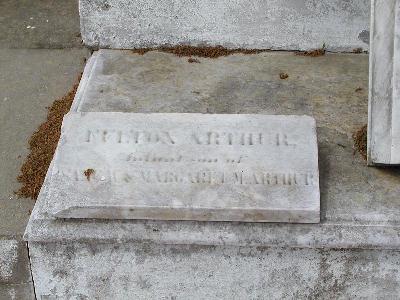 FULTON ARTHUR,
Infant son of
MARGARET M. ARTHUR